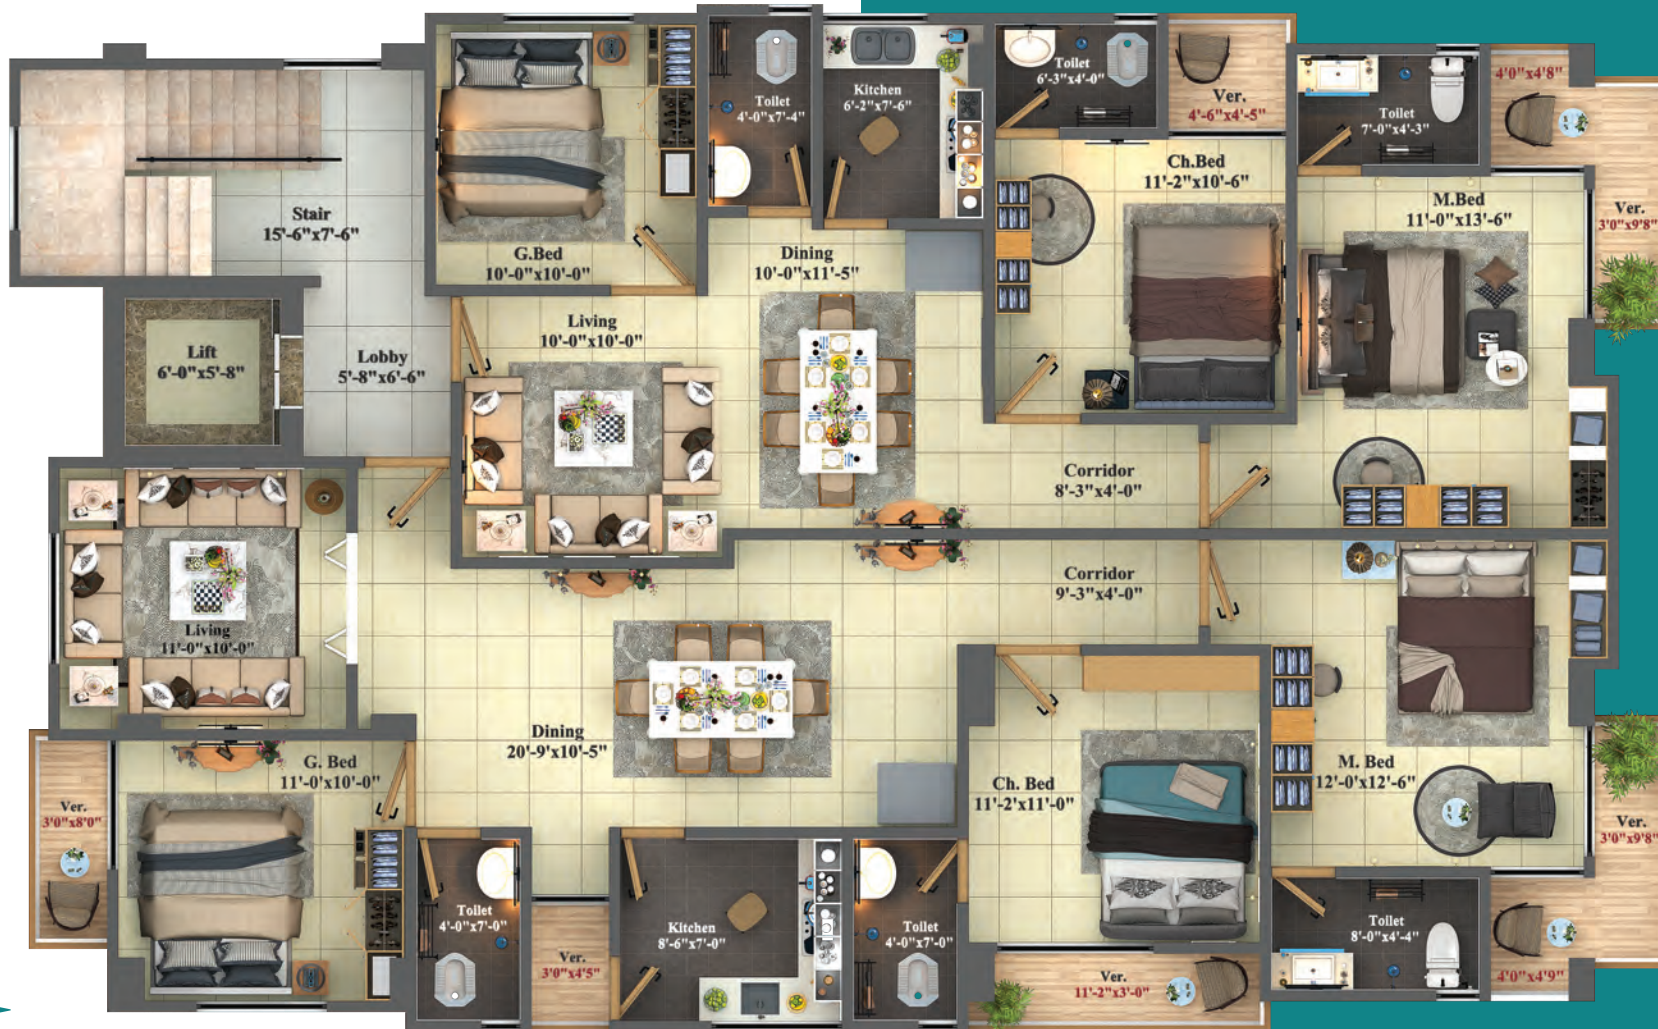 Toilet
4'-0"x7'-4"
Kitchen
6'-2"x7'-6"
Toilet
6'-3"x4'-0"
Ver.
4'-6"x4'-5"
4'0"x4'8"
Toilet
7'-0"x4'-3"
Ch.Bed
11'-2"x10'-6"
M.Bed
11'-0"x13'-6"
Ver.
3'0"x9'8"
Stair
15'-6"x7'-6"
G.Bed
10'-0"x10'-0"
Dining
10'-0"x11'-5"
Living
10'-0"x10'-0"
Lift
6'-0"x5'-8"
Lobby
5'-8"x6'-6"
Corridor
8'-3"x4'-0"
Corridor
9'-3"x4'-0"
Living
11'-0"x10'-0"
Dining
20'-9'x10'-5"
G. Bed
11'-0'x10'-0"
Ch. Bed
11'-2'x11'-0"
M. Bed
12'-0'x12'-6"
Ver.
3'0"x8'0"
Ver.
3'0"x9'8"
Toilet
4'-0"x7'-0"
Kitchen
8'-6"x7'-0"
Toilet
4'-0"x7'-0"
Toilet
8'-0"x4'-4"
Ver.
3'0"x4'5"
Ver.
11'-2"x3'-0"
4'0"x4'9"